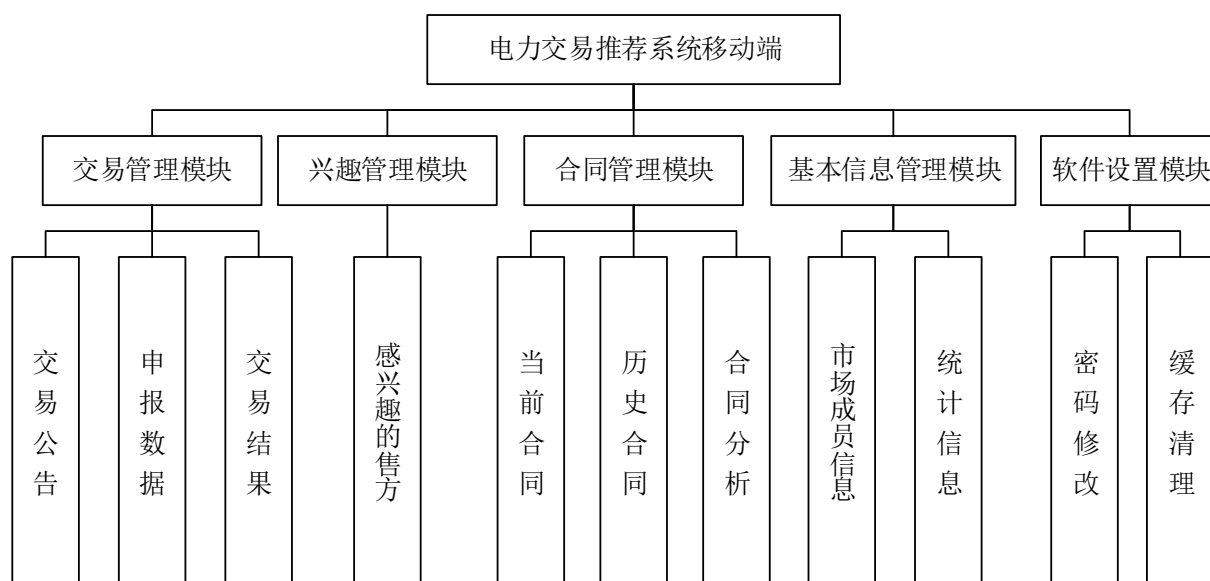 电力交易推荐系统移动端
交易管理模块
兴趣管理模块
合同管理模块
基本信息管理模块
软件设置模块
交易公告
申报数据
交易结果
感兴趣的售方
当前合同
历史合同
合同分析
市场成员信息
统计信息
密码修改
缓存清理